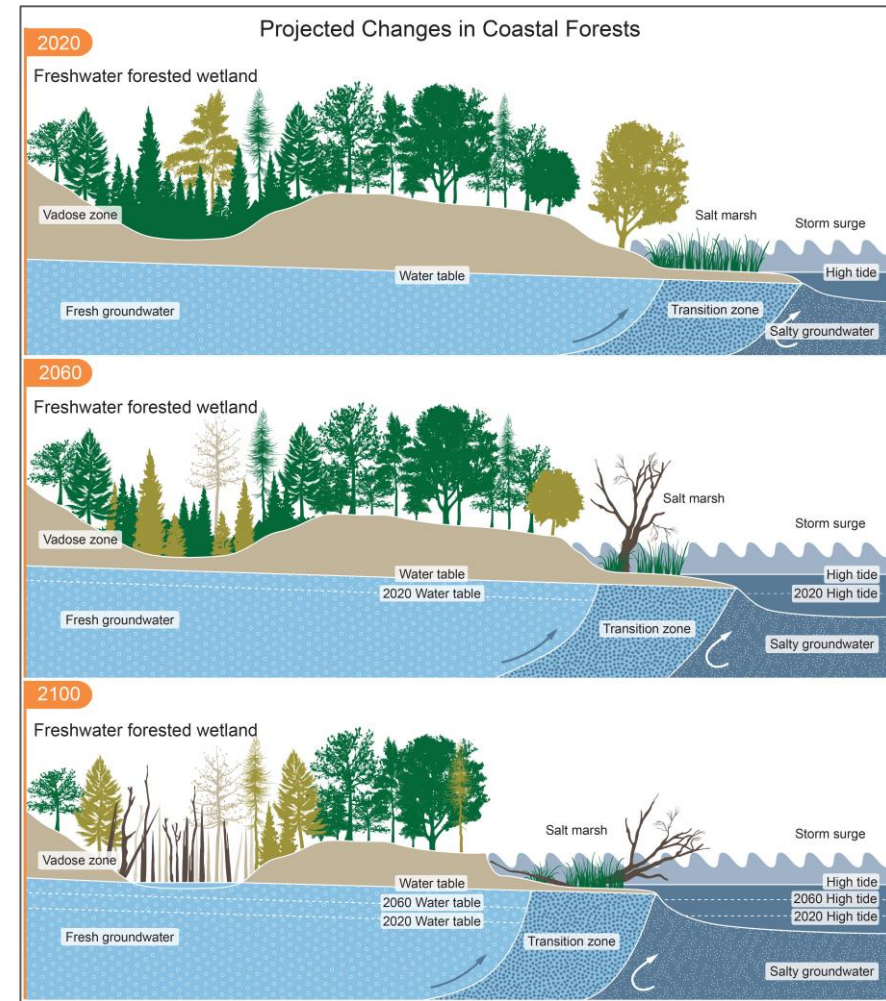 Projected Changes in Coastal Forests
2020
Freshwater forested wetland
Vadose zone
Salt marsh
Storm surge
Water table
High tide
Fresh groundwater
Transition zone
Salty groundwater
2060
Freshwater forested wetland
Salt marsh
Storm surge
Vadose zone
Water table
High tide
2020 Water table
2020 High tide
Fresh groundwater
Transition zone
Salty groundwater
2100
Freshwater forested wetland
Salt marsh
Storm surge
Vadose zone
Water table
High tide
2060 Water table
2060 High tide
2020 Water table
2020 High tide
Fresh groundwater
Transition zone
Salty groundwater